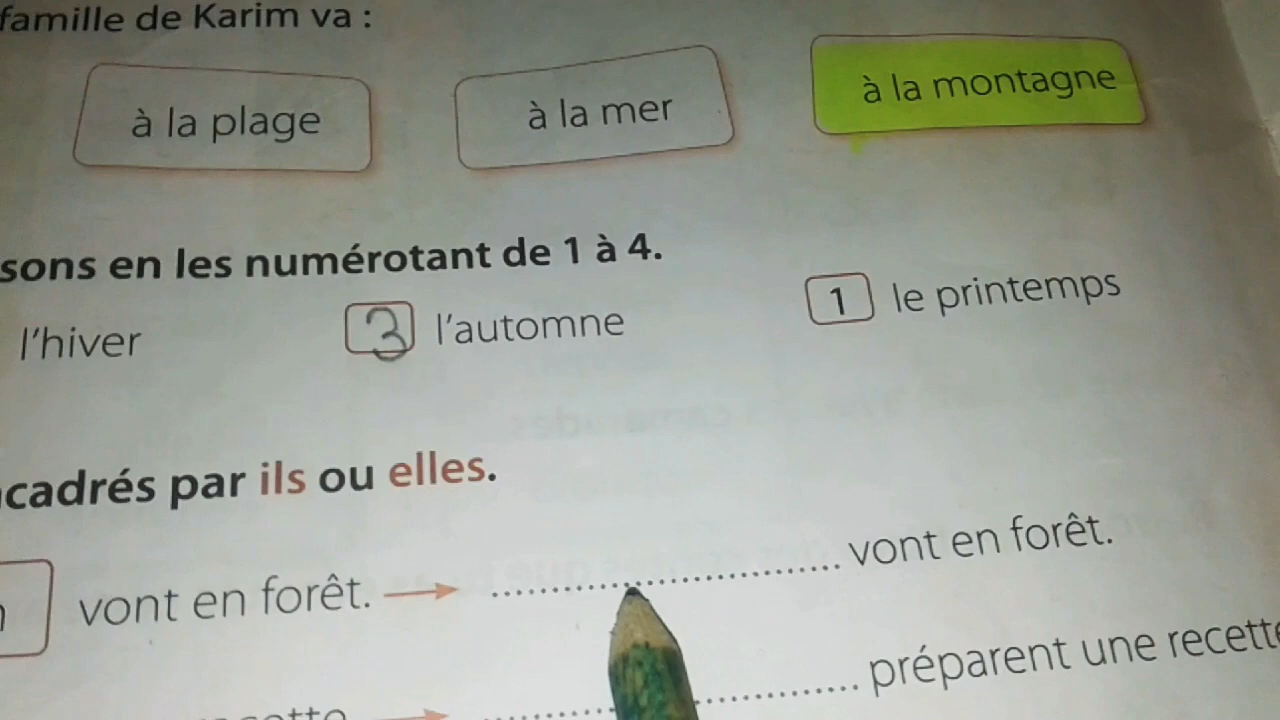 famille de Karim va :
à la plage
à la mer
à la montagne
sons en les numérotant de 1 à 4.
l'hiver 3 l'automne 1 le printemps
cadrés par ils ou elles.
vont en forêt. → ........ vont en forêt.
→ ........ préparent une recette